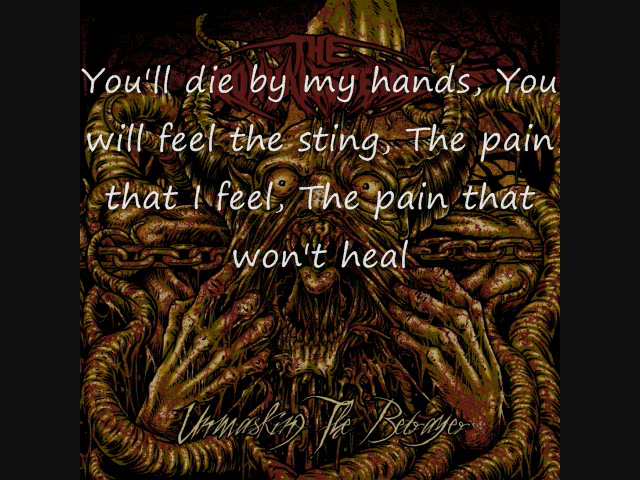 THE
You'll die by my hands, You
will feel the sting, The pain
that I feel, The pain that
won't heal
Unmasking The Betrayer